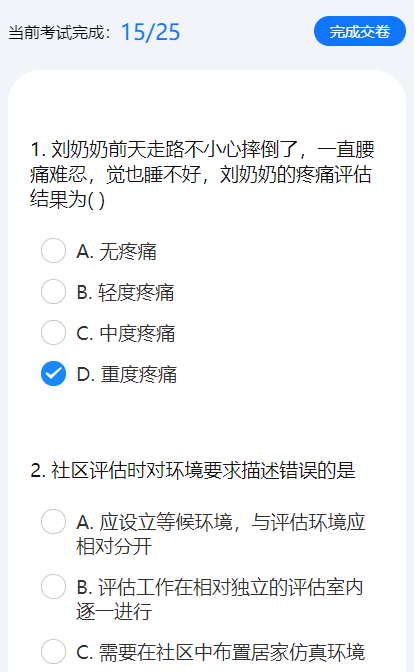 当前考试完成：15/25
完成交卷
1. 刘奶奶前天走路不小心摔倒了，一直腰
痛难忍，觉也睡不好，刘奶奶的疼痛评估
结果为( )
A. 无疼痛
B. 轻度疼痛
C. 中度疼痛
D. 重度疼痛
2. 社区评估时对环境要求描述错误的是
A. 应设立等候环境，与评估环境应
相对分开
B. 评估工作在相对独立的评估室内
逐一进行
C. 需要在社区中布置居家仿真环境